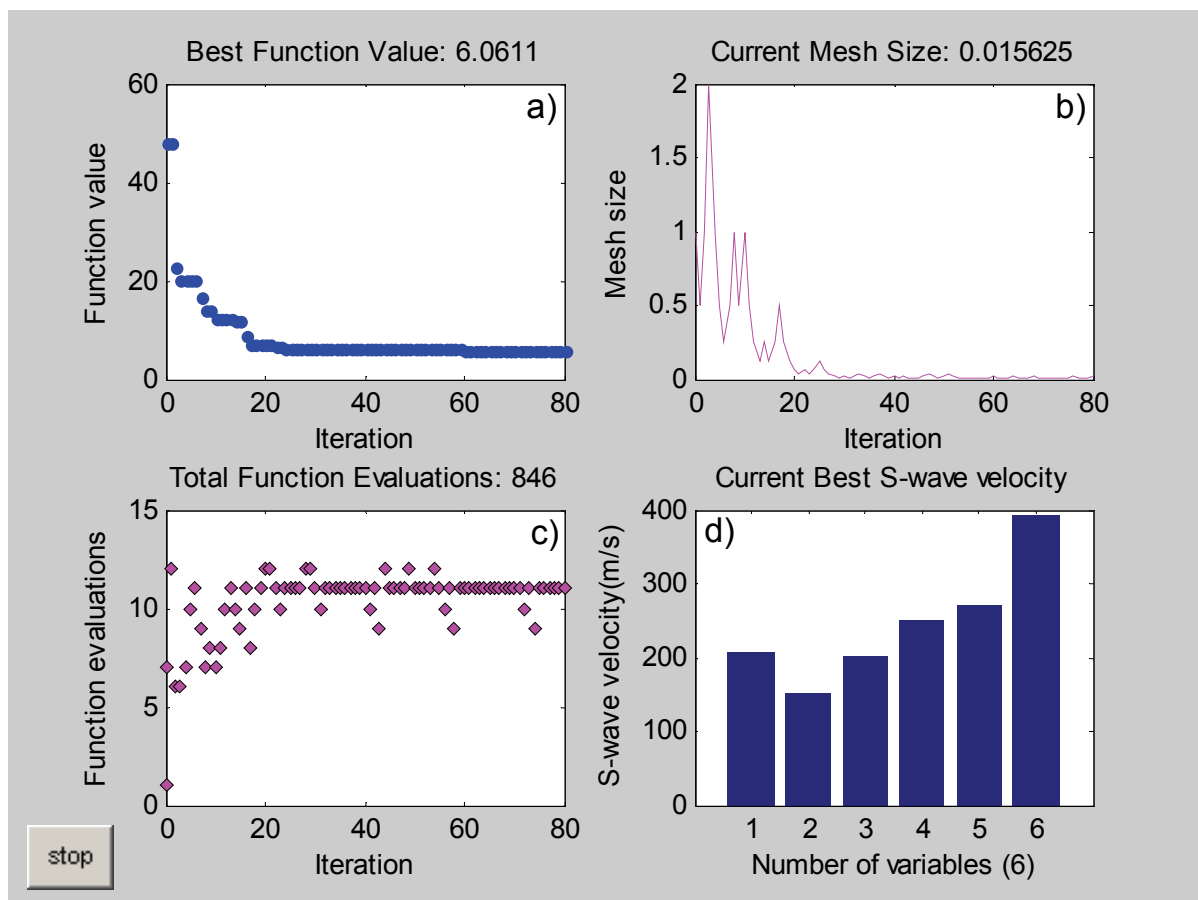 Best Function Value: 6.0611
a)
Function value
60
40
20
0
0 20 40 60 80
Iteration
Current Mesh Size: 0.015625
b)
Mesh size
2
1.5
1
0.5
0
0 20 40 60 80
Iteration
Total Function Evaluations: 846
c)
Function evaluations
15
10
5
0
0 20 40 60 80
Iteration
Current Best S-wave velocity
d)
S-wave velocity(m/s)
400
300
200
100
0
1 2 3 4 5 6
Number of variables (6)
stop